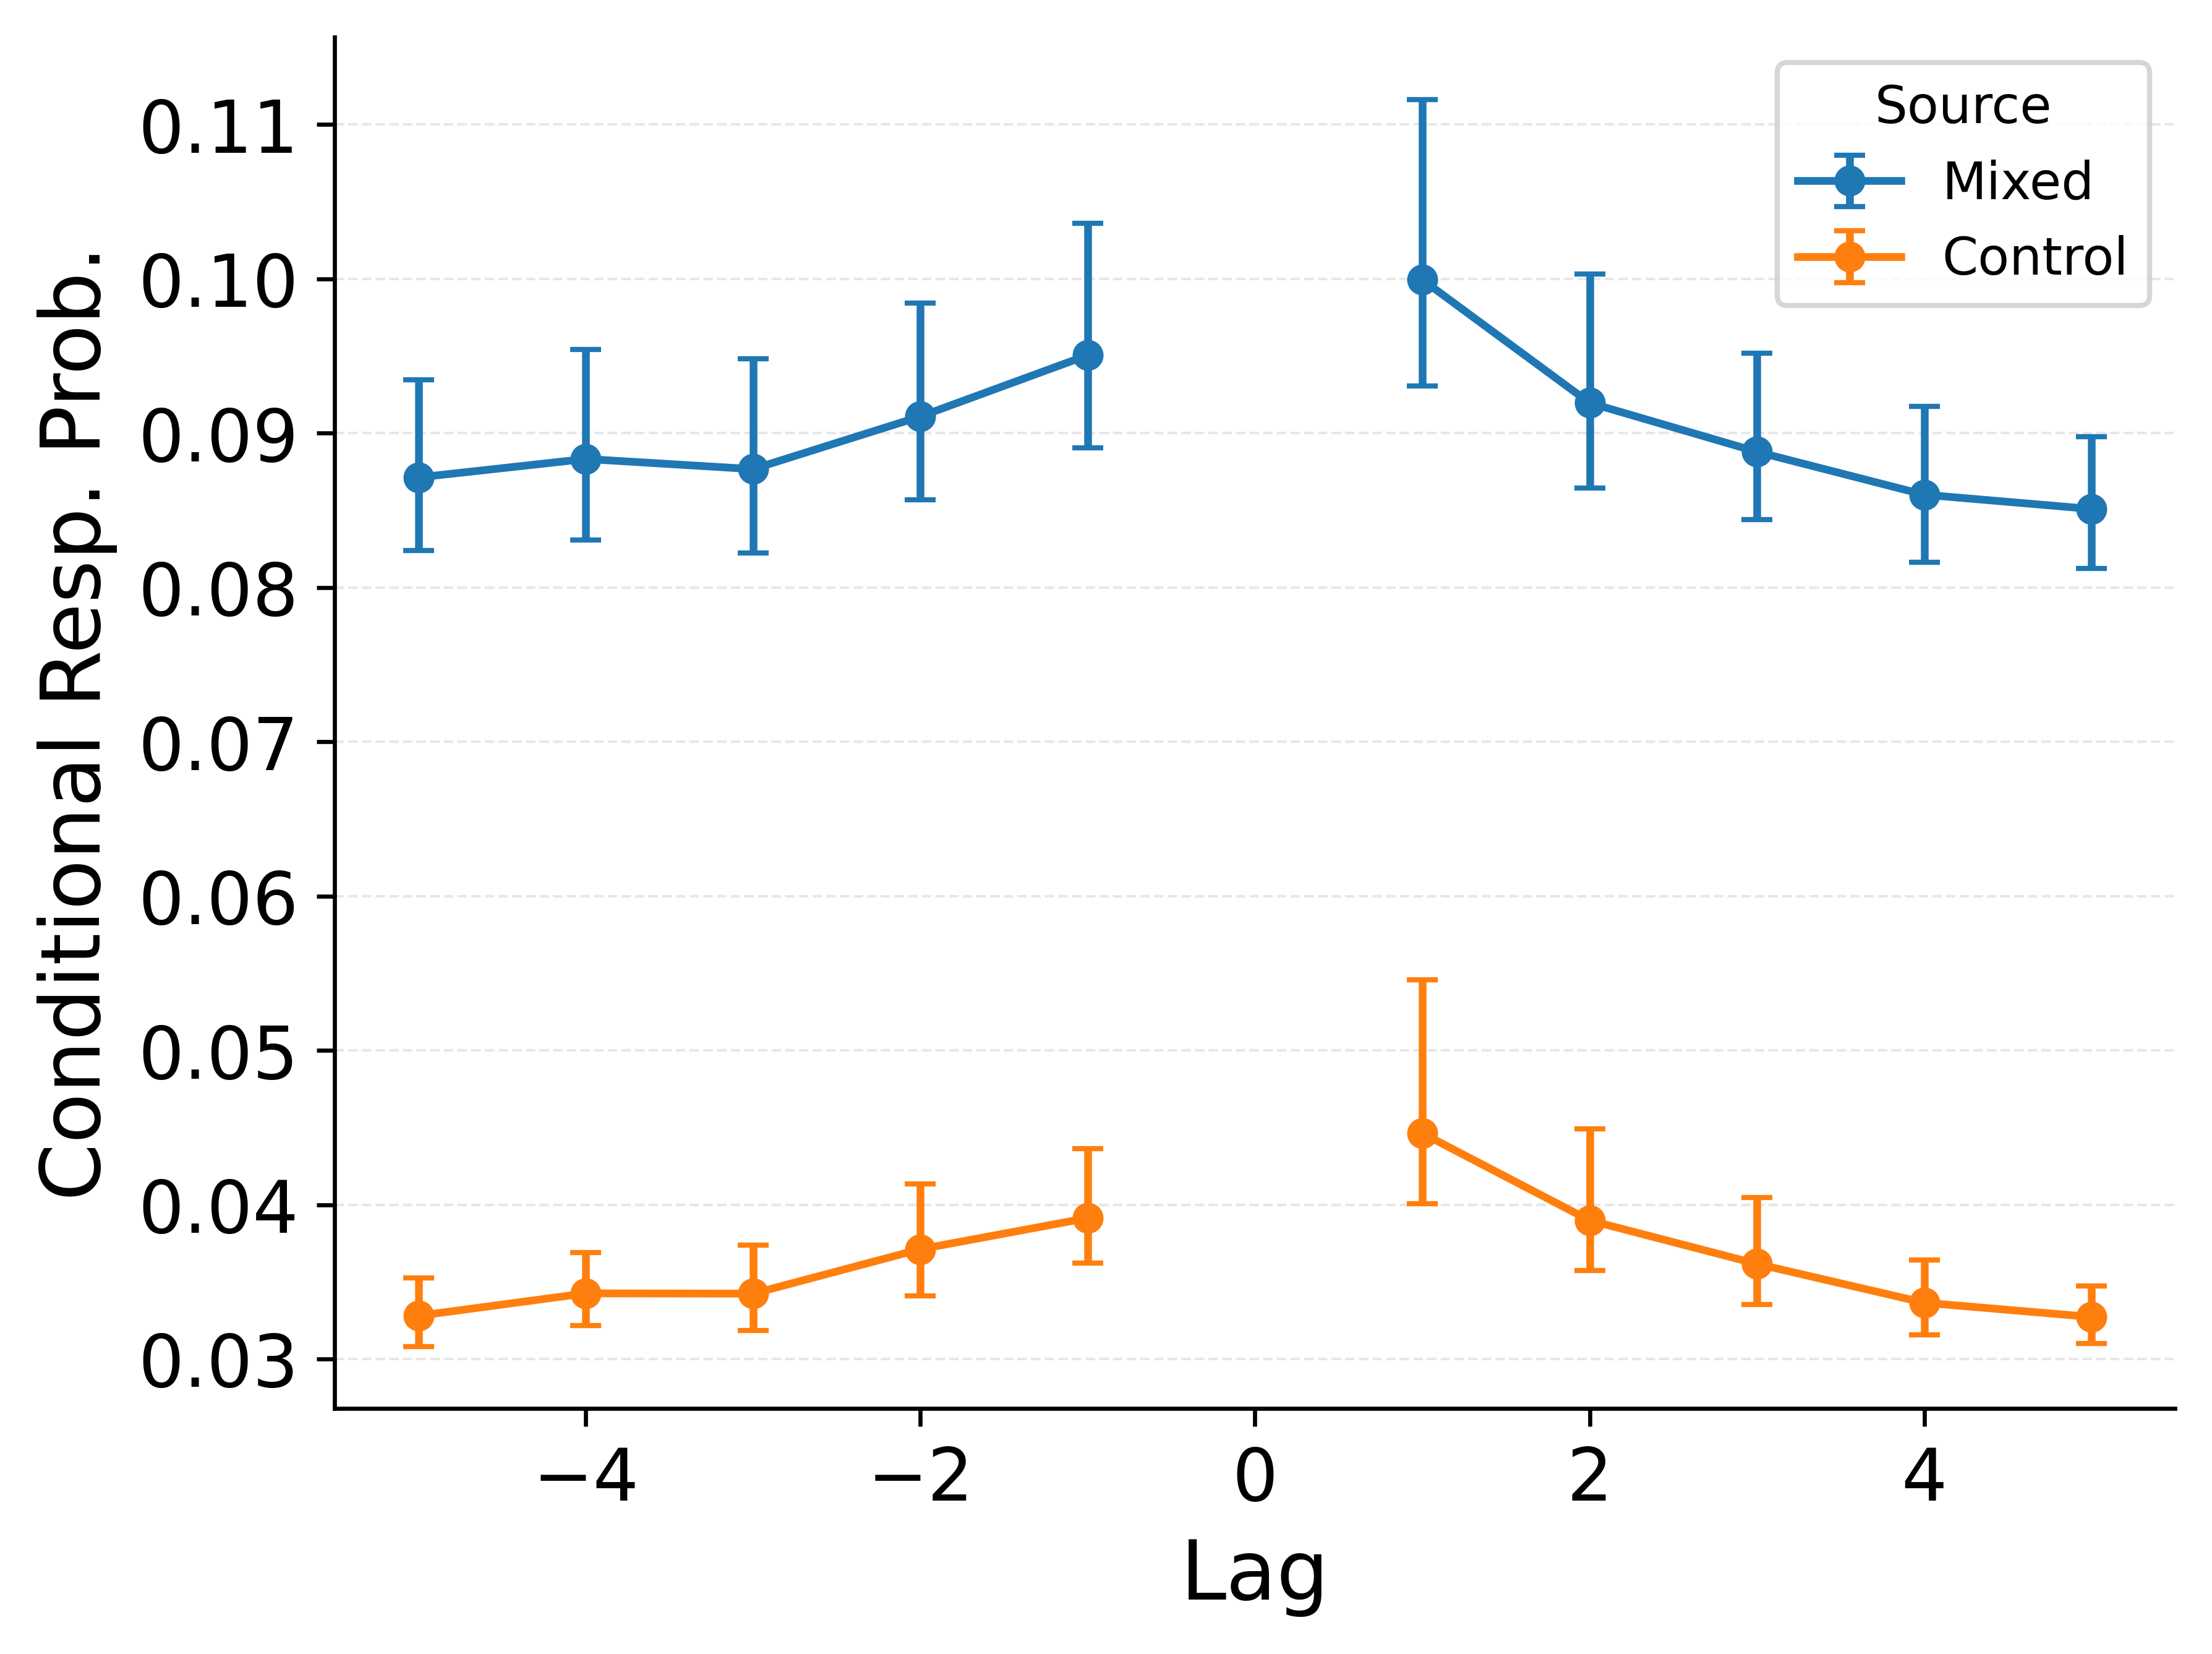 Conditional Resp. Prob.
0.11
0.10
0.09
0.08
0.07
0.06
0.05
0.04
0.03
Source
Mixed
Control
−4 −2 0 2 4
Lag